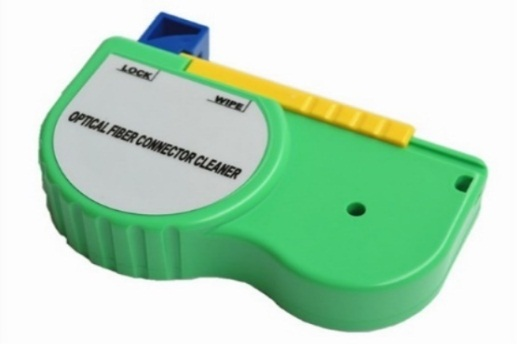 LOCK
WIPE
OPTICAL FIBER CONNECTOR CLEANER